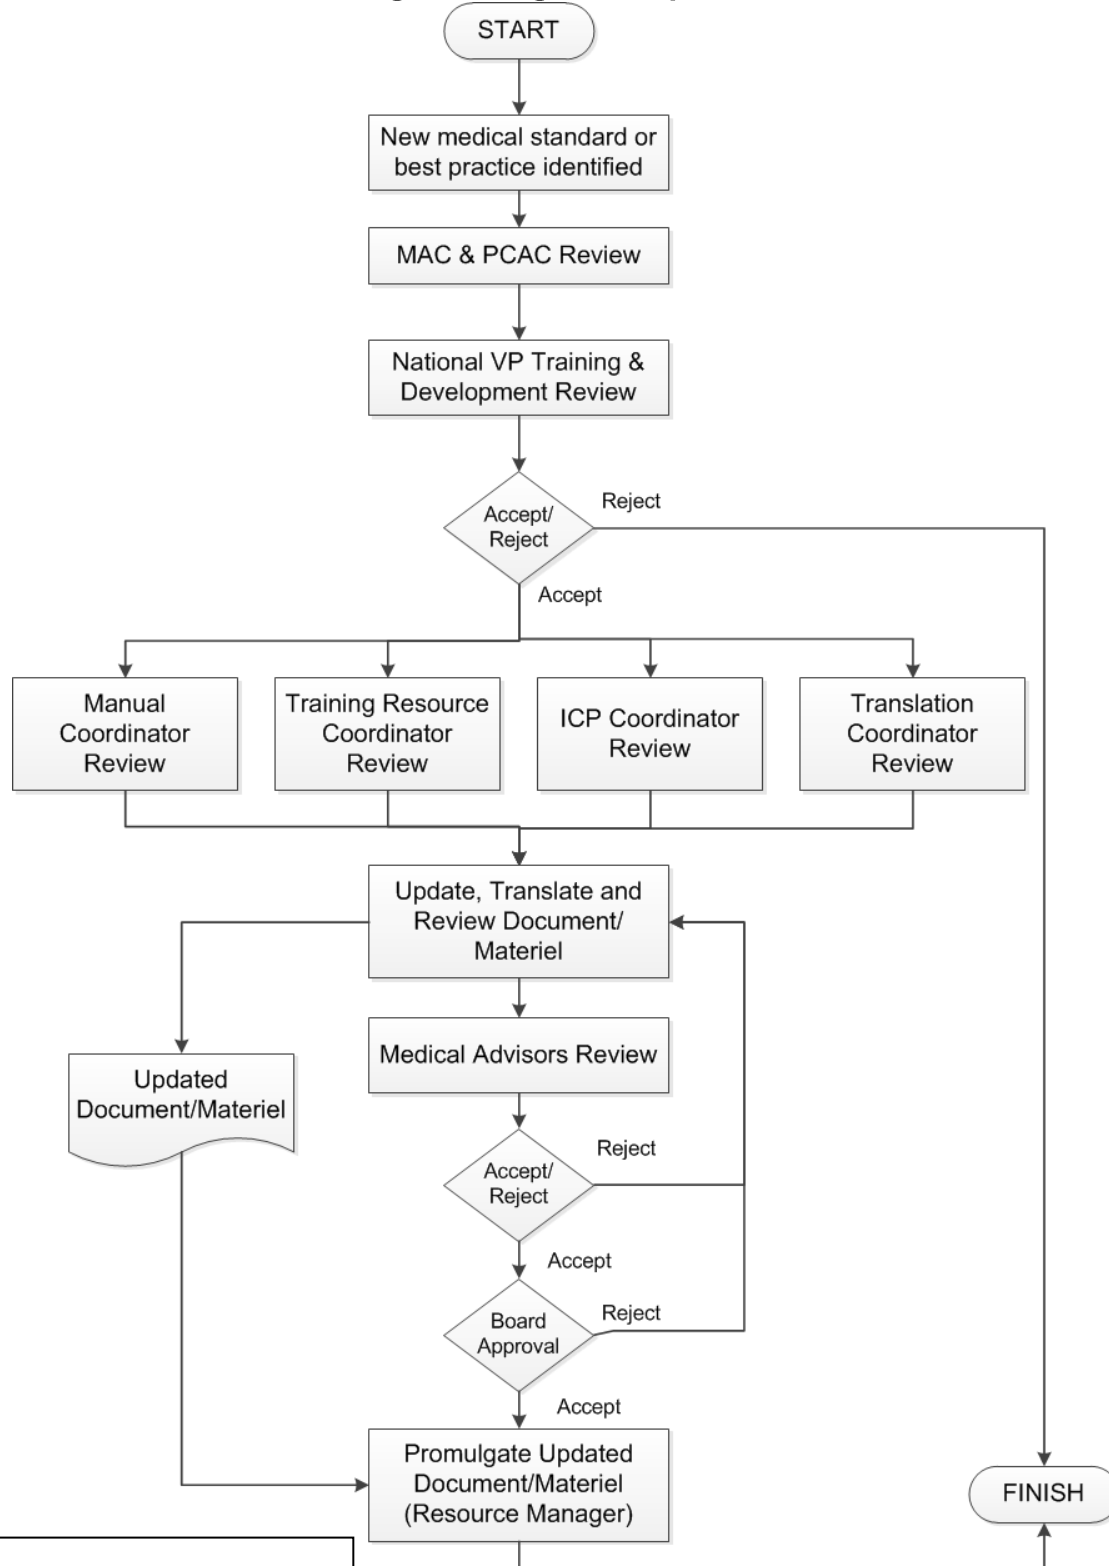 START
New medical standard or
best practice identified
MAC & PCAC Review
National VP Training &
Development Review
Accept/
Reject
Reject
Accept
Manual
Coordinator
Review
Training Resource
Coordinator
Review
ICP Coordinator
Review
Translation
Coordinator
Review
Update, Translate and
Review Document/
Materiel
Medical Advisors Review
Updated
Document/Materiel
Accept/
Reject
Reject
Accept
Board
Approval
Reject
Accept
Promulgate Updated
Document/Materiel
(Resource Manager)
FINISH